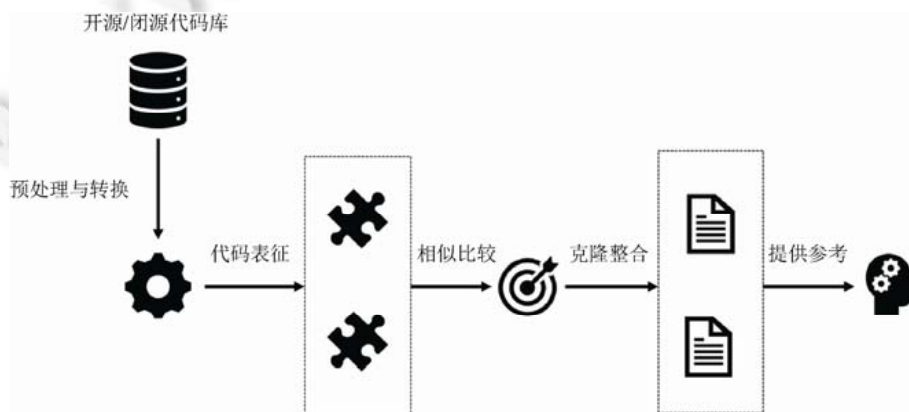 开源/闭源代码库
预处理与转换
代码表征
相似比较
克隆整合
提供参考